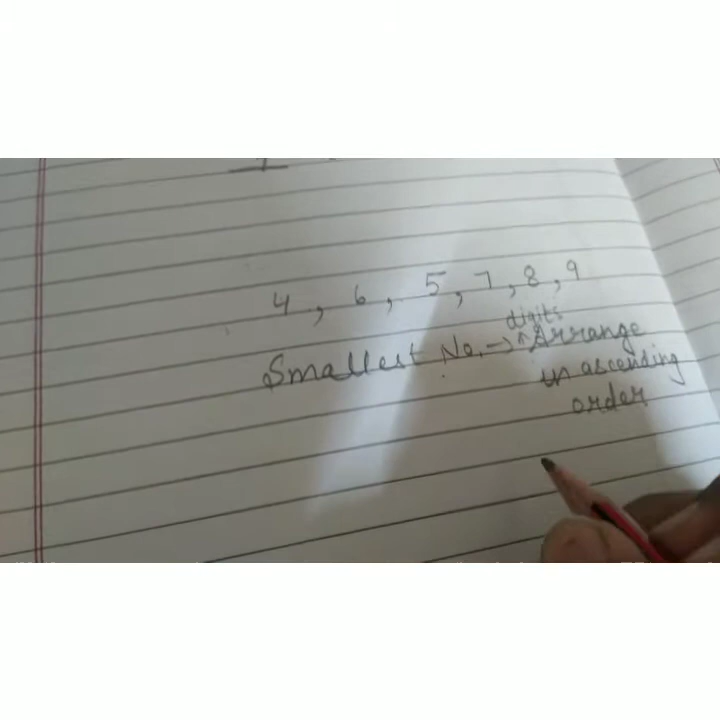 4 , 6 , 5 , 7 , 8 , 9
digits
Smallest No. → ^ Arrange
in ascending
order